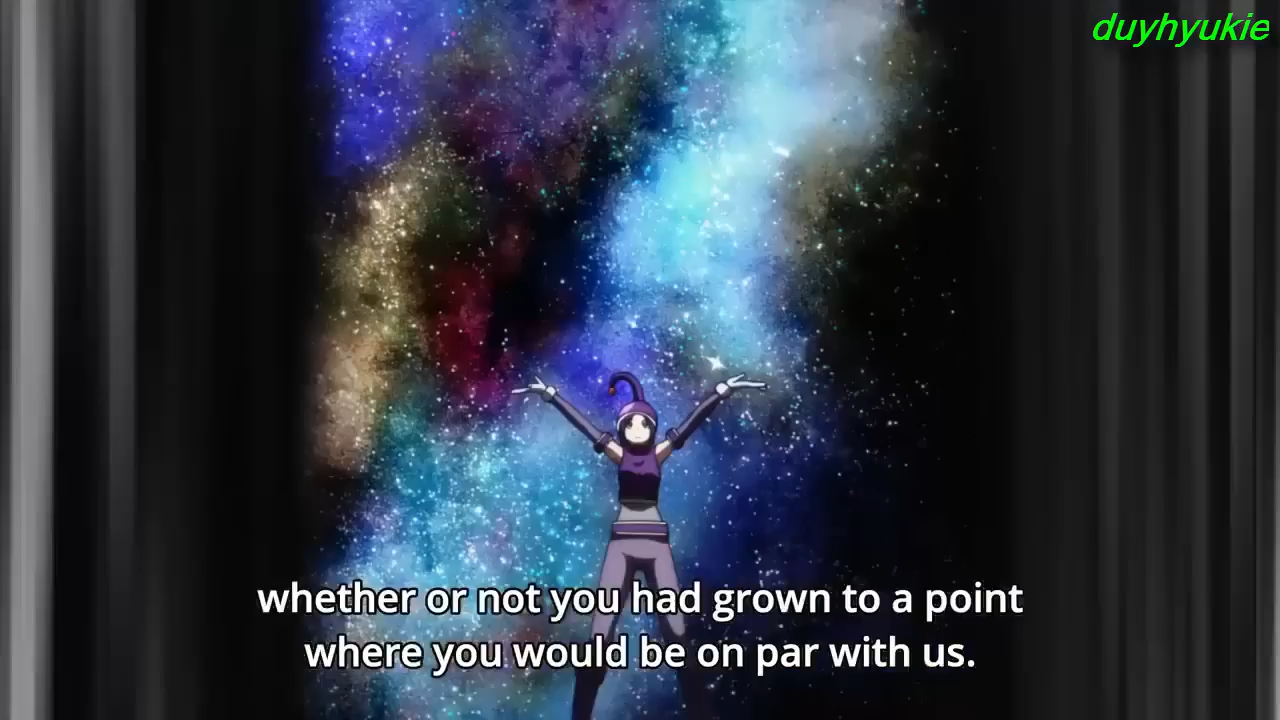 duyhyukie
whether or not you had grown to a point
where you would be on par with us.